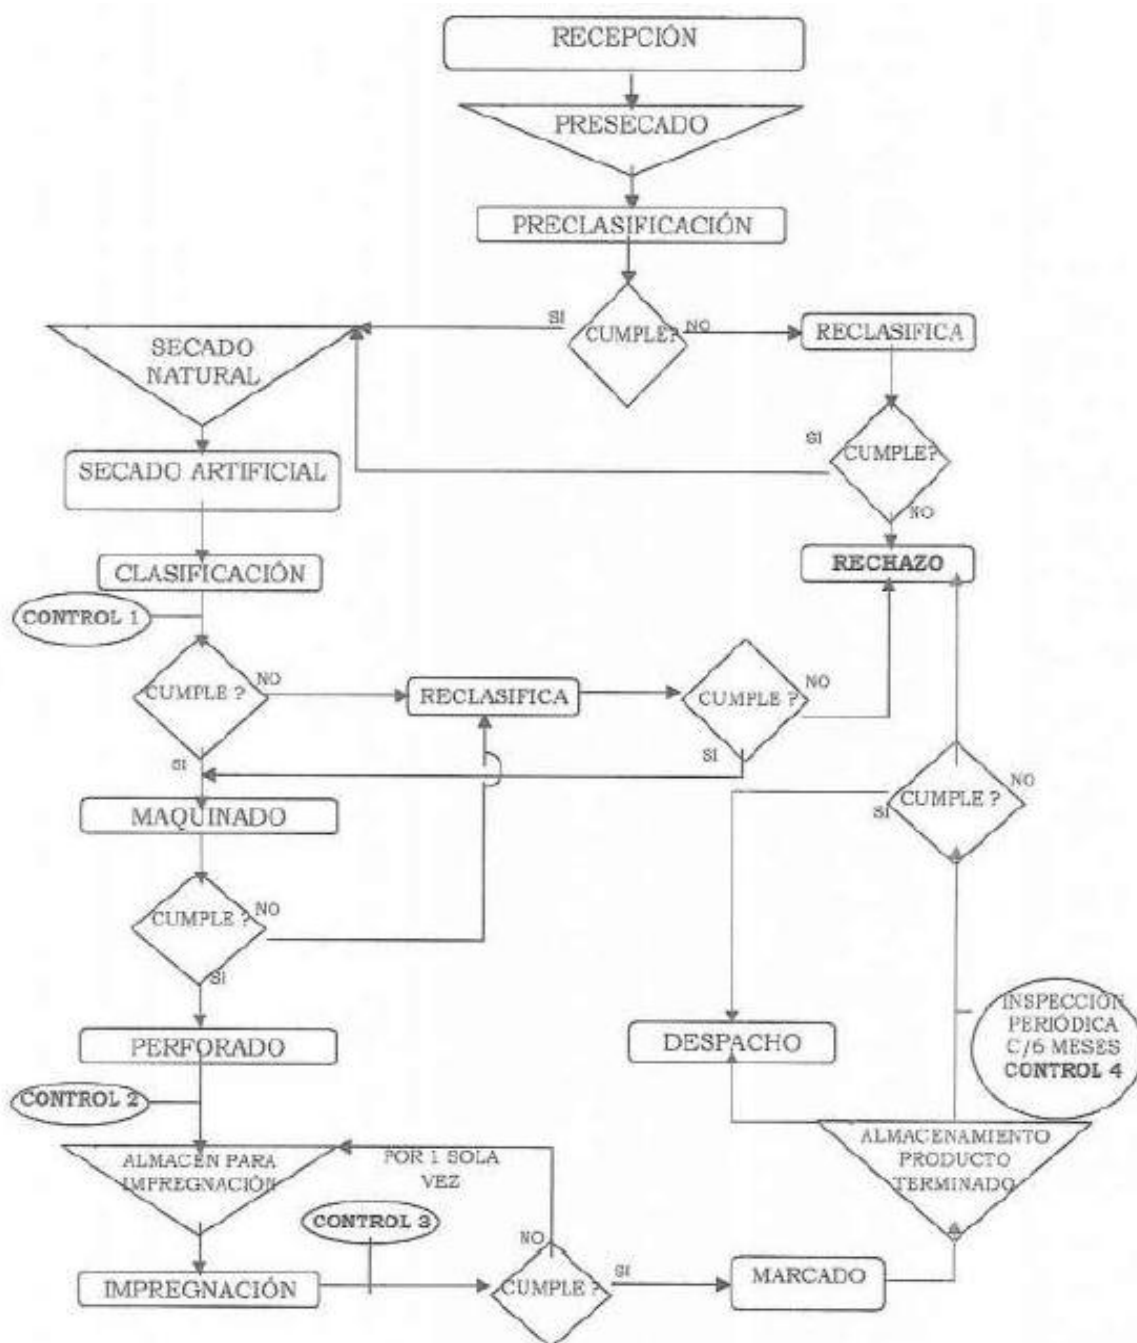 RECEPCIÓN
PRESECADO
PRECLASIFICACIÓN
SI
CUMPLE?
NO
RECLASIFICA
SECADO
NATURAL
SI
CUMPLE?
NO
SECADO ARTIFICIAL
RECHAZO
CLASIFICACIÓN
CONTROL 1
CUMPLE ?
NO
RECLASIFICA
CUMPLE ?
NO
SI
SI
CUMPLE ?
NO
SI
MAQUINADO
CUMPLE ?
NO
SI
PERFORADO
DESPACHO
INSPECCIÓN
PERIÓDICA
C/6 MESES
CONTROL 4
CONTROL 2
ALMACÉN PARA
IMPREGNACIÓN
POR 1 SOLA
VEZ
ALMACENAMIENTO
PRODUCTO
TERMINADO
CONTROL 3
NO
IMPREGNACIÓN
CUMPLE ?
SI
MARCADO